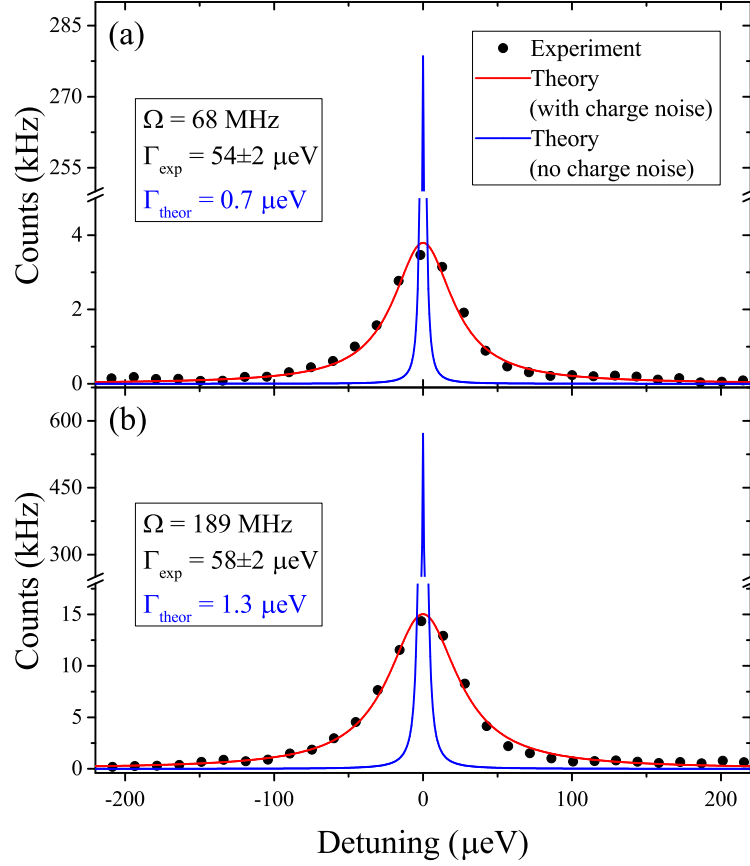 (a)
Experiment
Theory
(with charge noise)
Theory
(no charge noise)
Ω = 68 MHz
Γexp = 54±2 μeV
Γtheor = 0.7 μeV
285
270
255
4
2
0
Counts (kHz)
(b)
Ω = 189 MHz
Γexp = 58±2 μeV
Γtheor = 1.3 μeV
600
450
300
15
10
5
0
Counts (kHz)
-200 -100 0 100 200
Detuning (μeV)